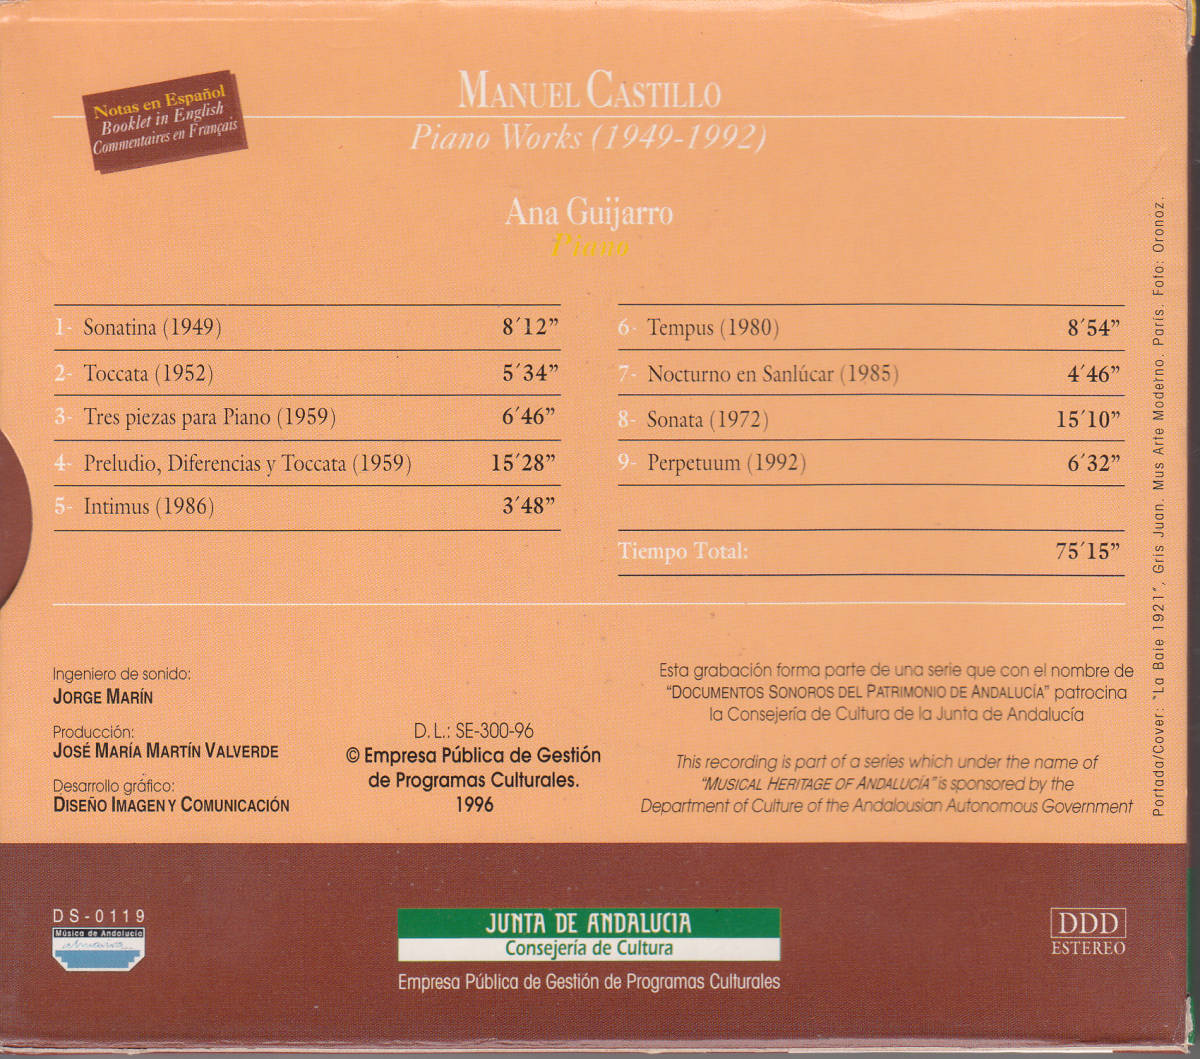 Notas en Español
Booklet in English
Commentaires en Français
MANUEL CASTILLO
Piano Works (1949-1992)
Ana Guijarro
Piano
1- Sonatina (1949) 8´12”
2- Toccata (1952) 5´34”
3- Tres piezas para Piano (1959) 6´46”
4- Preludio, Diferencias y Toccata (1959) 15´28”
5- Intimus (1986) 3´48”
6- Tempus (1980) 8´54”
7- Nocturno en Sanlúcar (1985) 4´46”
8- Sonata (1972) 15´10”
9- Perpetuum (1992) 6´32”
Tiempo Total: 75´15”
Ingeniero de sonido:
JORGE MARÍN
Producción:
JOSÉ MARÍA MARTÍN VALVERDE
Desarrollo gráfico:
DISEÑO IMAGEN Y COMUNICACIÓN
D.L.: SE-300-96
© Empresa Pública de Gestión
de Programas Culturales.
1996
Esta grabación forma parte de una serie que con el nombre de
“DOCUMENTOS SONOROS DEL PATRIMONIO DE ANDALUCÍA” patrocina
la Consejería de Cultura de la Junta de Andalucía
This recording is part of a series which under the name of
“MUSICAL HERITAGE OF ANDALUCÍA” is sponsored by the
Department of Culture of the Andalousian Autonomous Government
Portada/Cover: "La Baie 1921", Gris Juan. Mus Arte Moderno. París. Foto: Oronoz.
DS-0119
Música de Andalucía
almaviva...
JUNTA DE ANDALUCIA
Consejería de Cultura
Empresa Pública de Gestión de Programas Culturales
DDD
ESTEREO